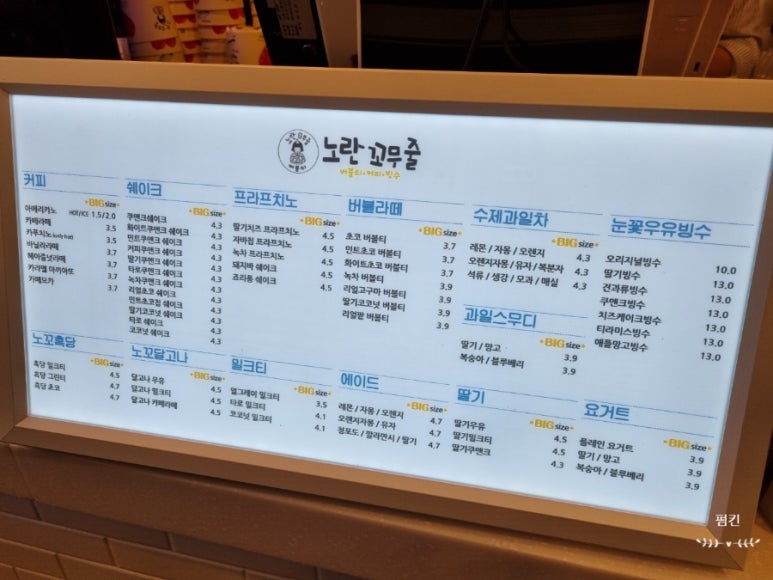 노란꼬무줄
버블티
노란 꼬무줄
버블티·커피·빙수
커피
BIG size
아메리카노 HOT/ICE 1.5/2.0
카페라떼 3.5
카푸치노 3.5
바닐라라떼 3.7
헤이즐넛라떼 3.7
카라멜 마끼아또 3.7
카페모카 3.7
쉐이크
BIG size
쿠앤크쉐이크 4.3
화이트쿠앤크 쉐이크 4.3
민트쿠앤크 쉐이크 4.3
커피쿠앤크 쉐이크 4.3
딸기쿠앤크 쉐이크 4.3
타로쿠앤크 쉐이크 4.3
녹차쿠앤크 쉐이크 4.3
리얼초코 쉐이크 4.3
민트초코칩 쉐이크 4.3
딸기코코넛 쉐이크 4.3
타로 쉐이크 4.3
코코넛 쉐이크 4.3
프라프치노
BIG size
딸기치즈 프라프치노 4.5
자바칩 프라프치노 4.5
녹차 프라프치노 4.5
돼지바 쉐이크 4.5
죠리퐁 쉐이크 4.5
버블라떼
BIG size
초코 버블티 3.7
민트초코 버블티 3.7
화이트초코 버블티 3.7
녹차 버블티 3.7
리얼고구마 버블티 3.9
딸기코코넛 버블티 3.9
리얼밤 버블티 3.9
수제과일차
BIG size
레몬 / 자몽 / 오렌지 4.3
오렌지자몽 / 유자 / 복분자 4.3
석류 / 생강 / 모과 / 매실 4.3
과일스무디
BIG size
딸기 / 망고 3.9
복숭아 / 블루베리 3.9
눈꽃우유빙수
오리지널빙수 10.0
딸기빙수 13.0
견과류빙수 13.0
쿠앤크빙수 13.0
치즈케이크빙수 13.0
티라미스빙수 13.0
애플망고빙수 13.0
노꼬흑당
BIG size
흑당 밀크티 4.5
흑당 그린티 4.7
흑당 초코 4.7
노꼬달고나
BIG size
달고나 우유 4.5
달고나 밀크티 4.5
달고나 카페라떼 4.5
밀크티
BIG size
얼그레이 밀크티 3.5
타로 밀크티 4.1
코코넛 밀크티 4.1
에이드
BIG size
레몬 / 자몽 / 오렌지 4.7
오렌지자몽 / 유자 4.7
청포도 / 깔라만시 / 딸기 4.7
딸기
BIG size
딸기우유 4.5
딸기밀크티 4.5
딸기쿠앤크 4.3
요거트
BIG size
플레인 요거트 3.9
딸기 / 망고 3.9
복숭아 / 블루베리 3.9
펌킨